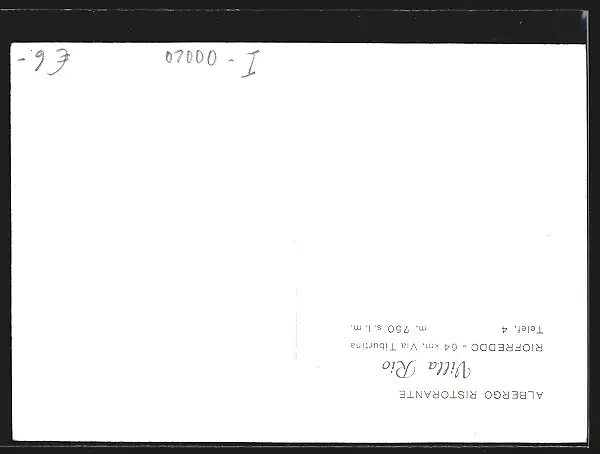 ALBERGO RISTORANTE
Villa Rio
RIOFREDDO - 64 km. Via Tiburtina
Telef. 4 m. 750 s. l. m.
I - 00020 € 6.-